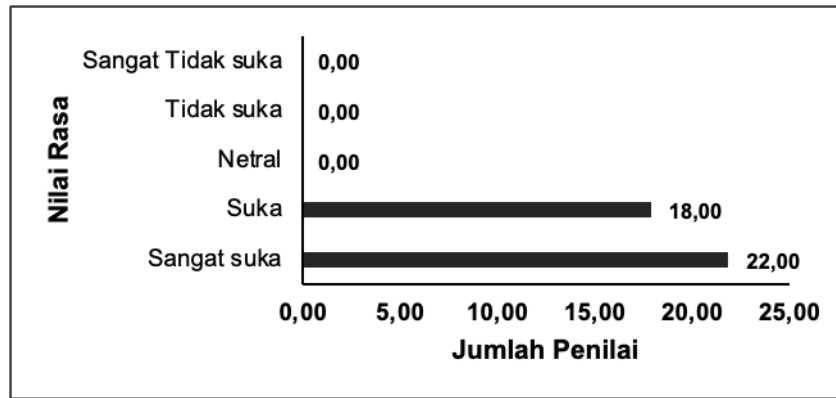 Nilai Rasa
Sangat Tidak suka 0,00
Tidak suka 0,00
Netral 0,00
Suka 18,00
Sangat suka 22,00
0,00 5,00 10,00 15,00 20,00 25,00
Jumlah Penilai